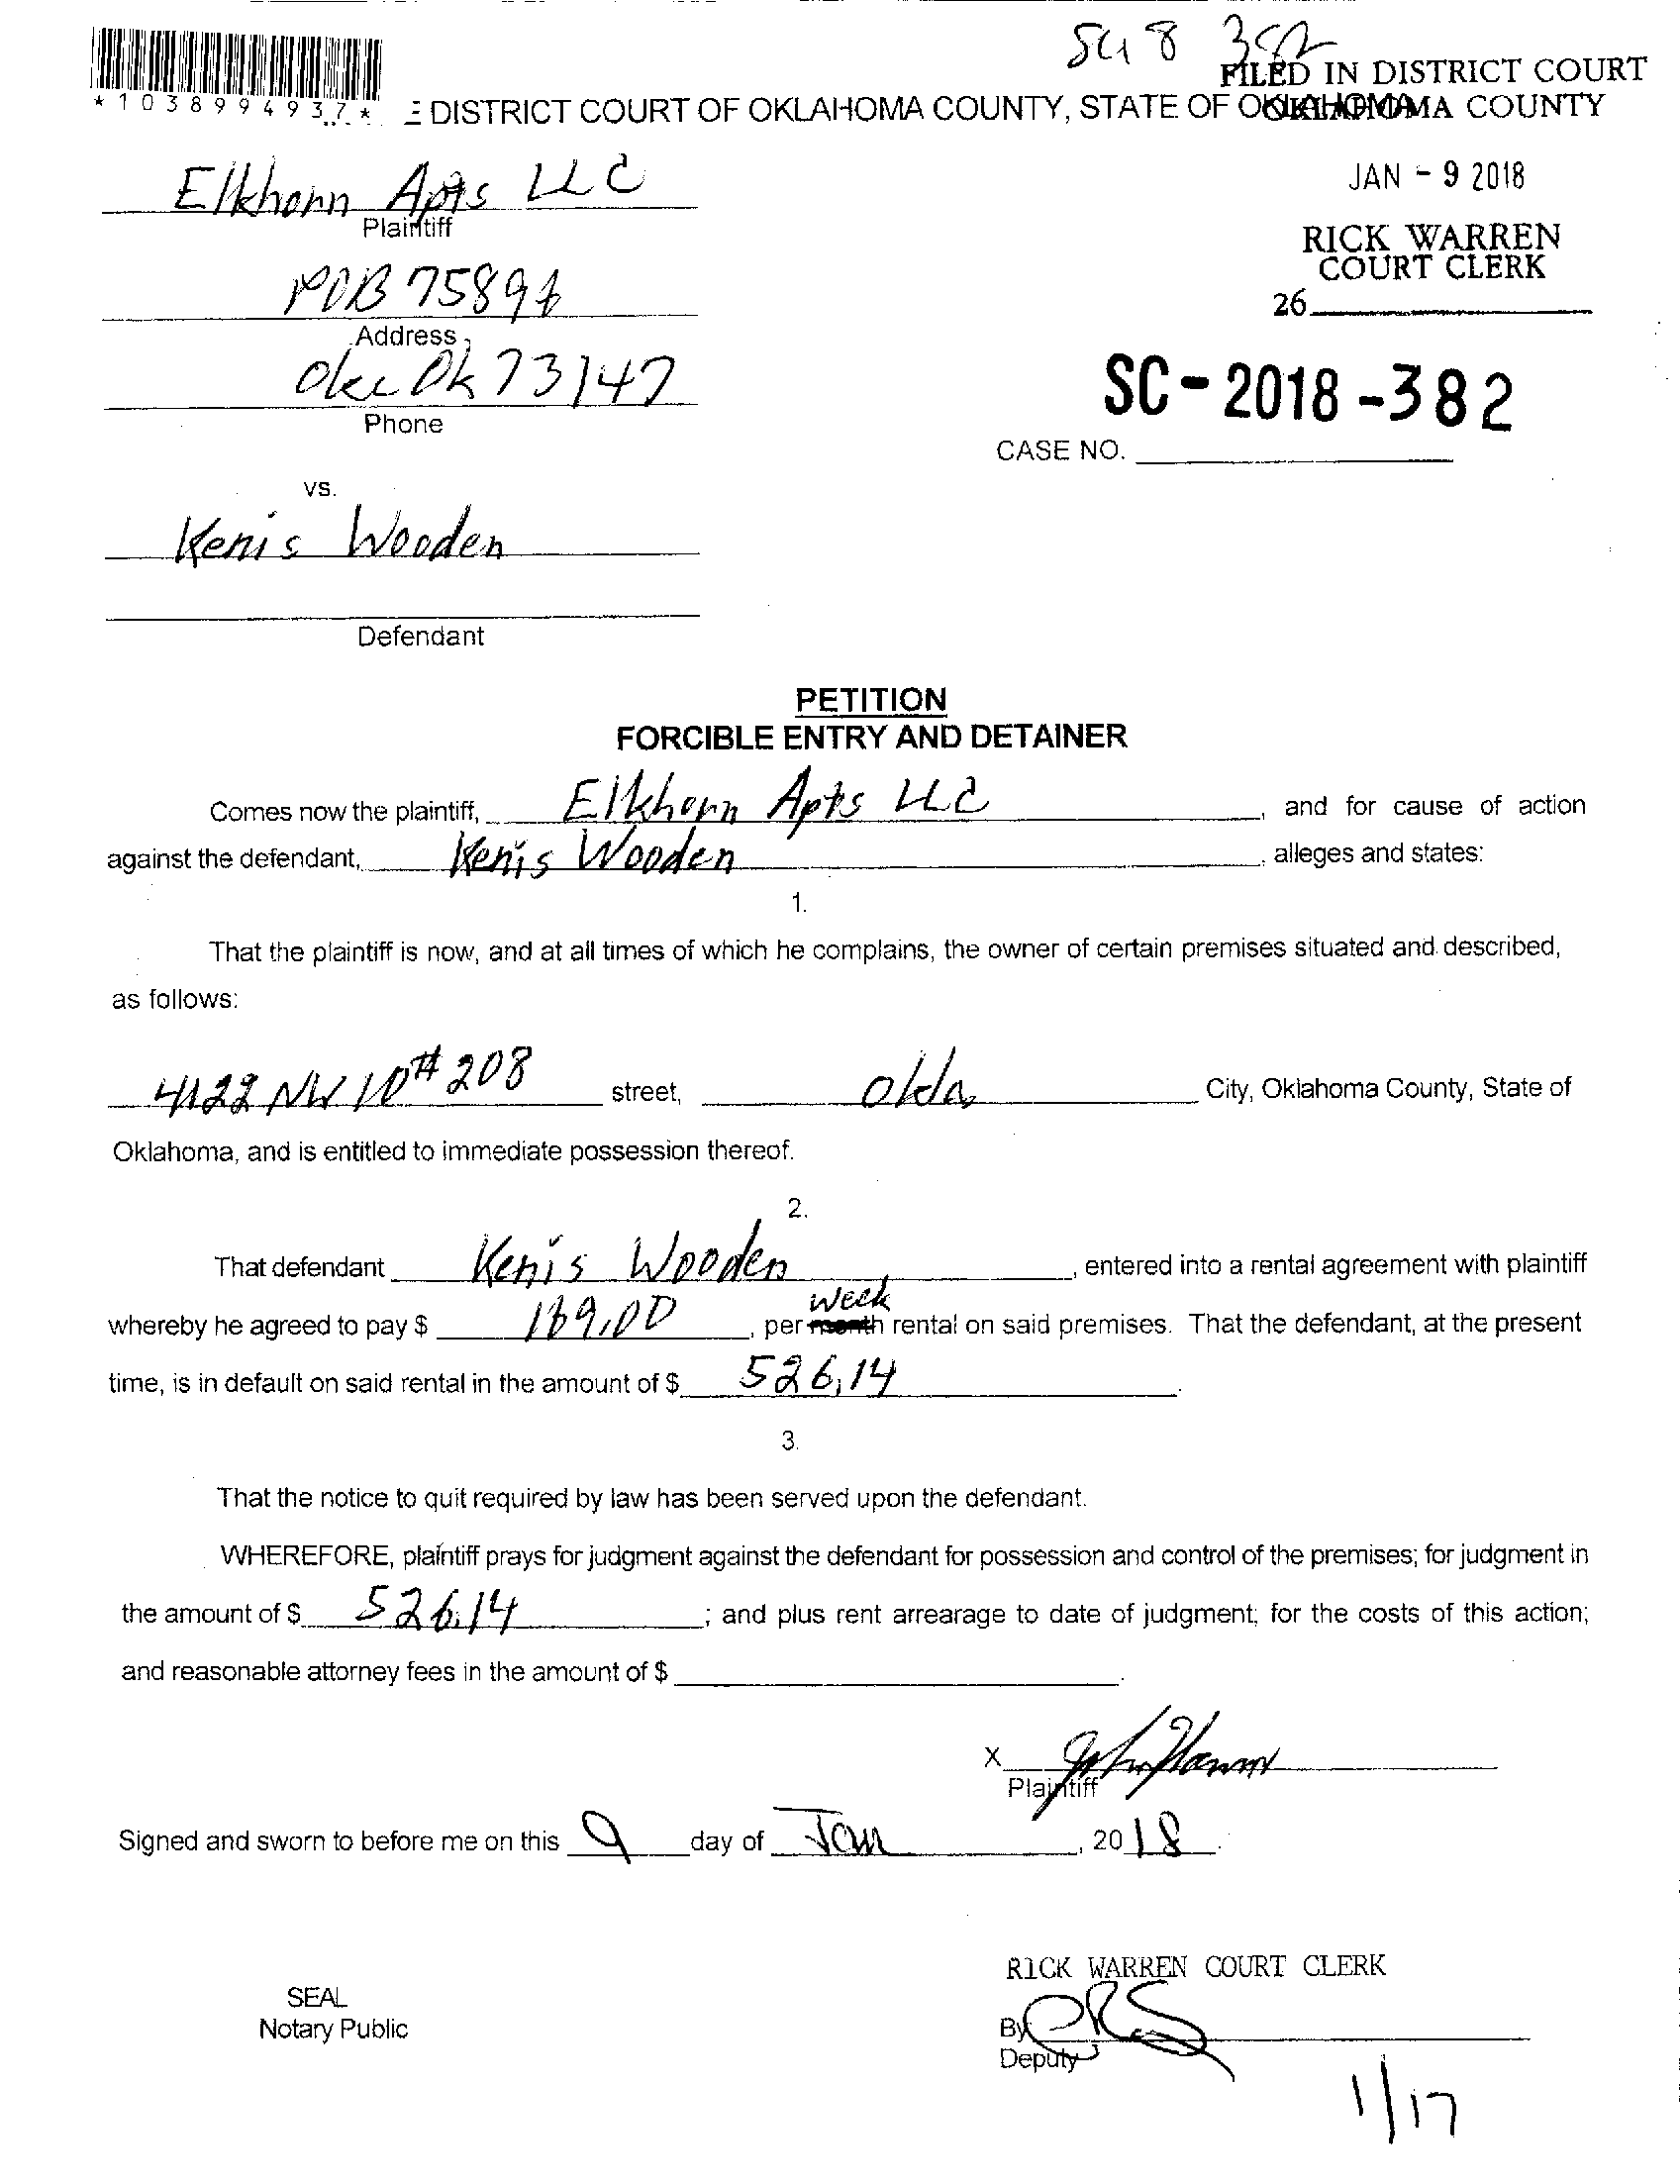 SC18 382
FILED IN DISTRICT COURT
*1038994937* E DISTRICT COURT OF OKLAHOMA COUNTY, STATE OF OKLAHOMA
OKLAHOMA COUNTY
JAN - 9 2018
Elkhorn Apts LLC
Plaintiff
RICK WARREN
COURT CLERK
26
POB 75894
Address
Okc Ok 73147
Phone
SC - 2018 - 382
CASE NO.
vs.
Kenis Wooden
Defendant
PETITION
FORCIBLE ENTRY AND DETAINER
Comes now the plaintiff, Elkhorn Apts LLC, and for cause of action
against the defendant, Kenis Wooden, alleges and states:
1.
That the plaintiff is now, and at all times of which he complains, the owner of certain premises situated and described,
as follows:
4122 NW 10 # 208 street, Okla City, Oklahoma County, State of
Oklahoma, and is entitled to immediate possession thereof.
2.
That defendant Kenis Wooden, entered into a rental agreement with plaintiff
week
whereby he agreed to pay $ 169.00, per month rental on said premises. That the defendant, at the present
time, is in default on said rental in the amount of $ 526.14.
3.
That the notice to quit required by law has been served upon the defendant.
WHEREFORE, plaintiff prays for judgment against the defendant for possession and control of the premises; for judgment in
the amount of $ 526.14; and plus rent arrearage to date of judgment; for the costs of this action;
and reasonable attorney fees in the amount of $ .
X
Plaintiff
Signed and sworn to before me on this 9 day of Jan, 2018.
RICK WARREN COURT CLERK
SEAL
Notary Public
By
Deputy
1/17